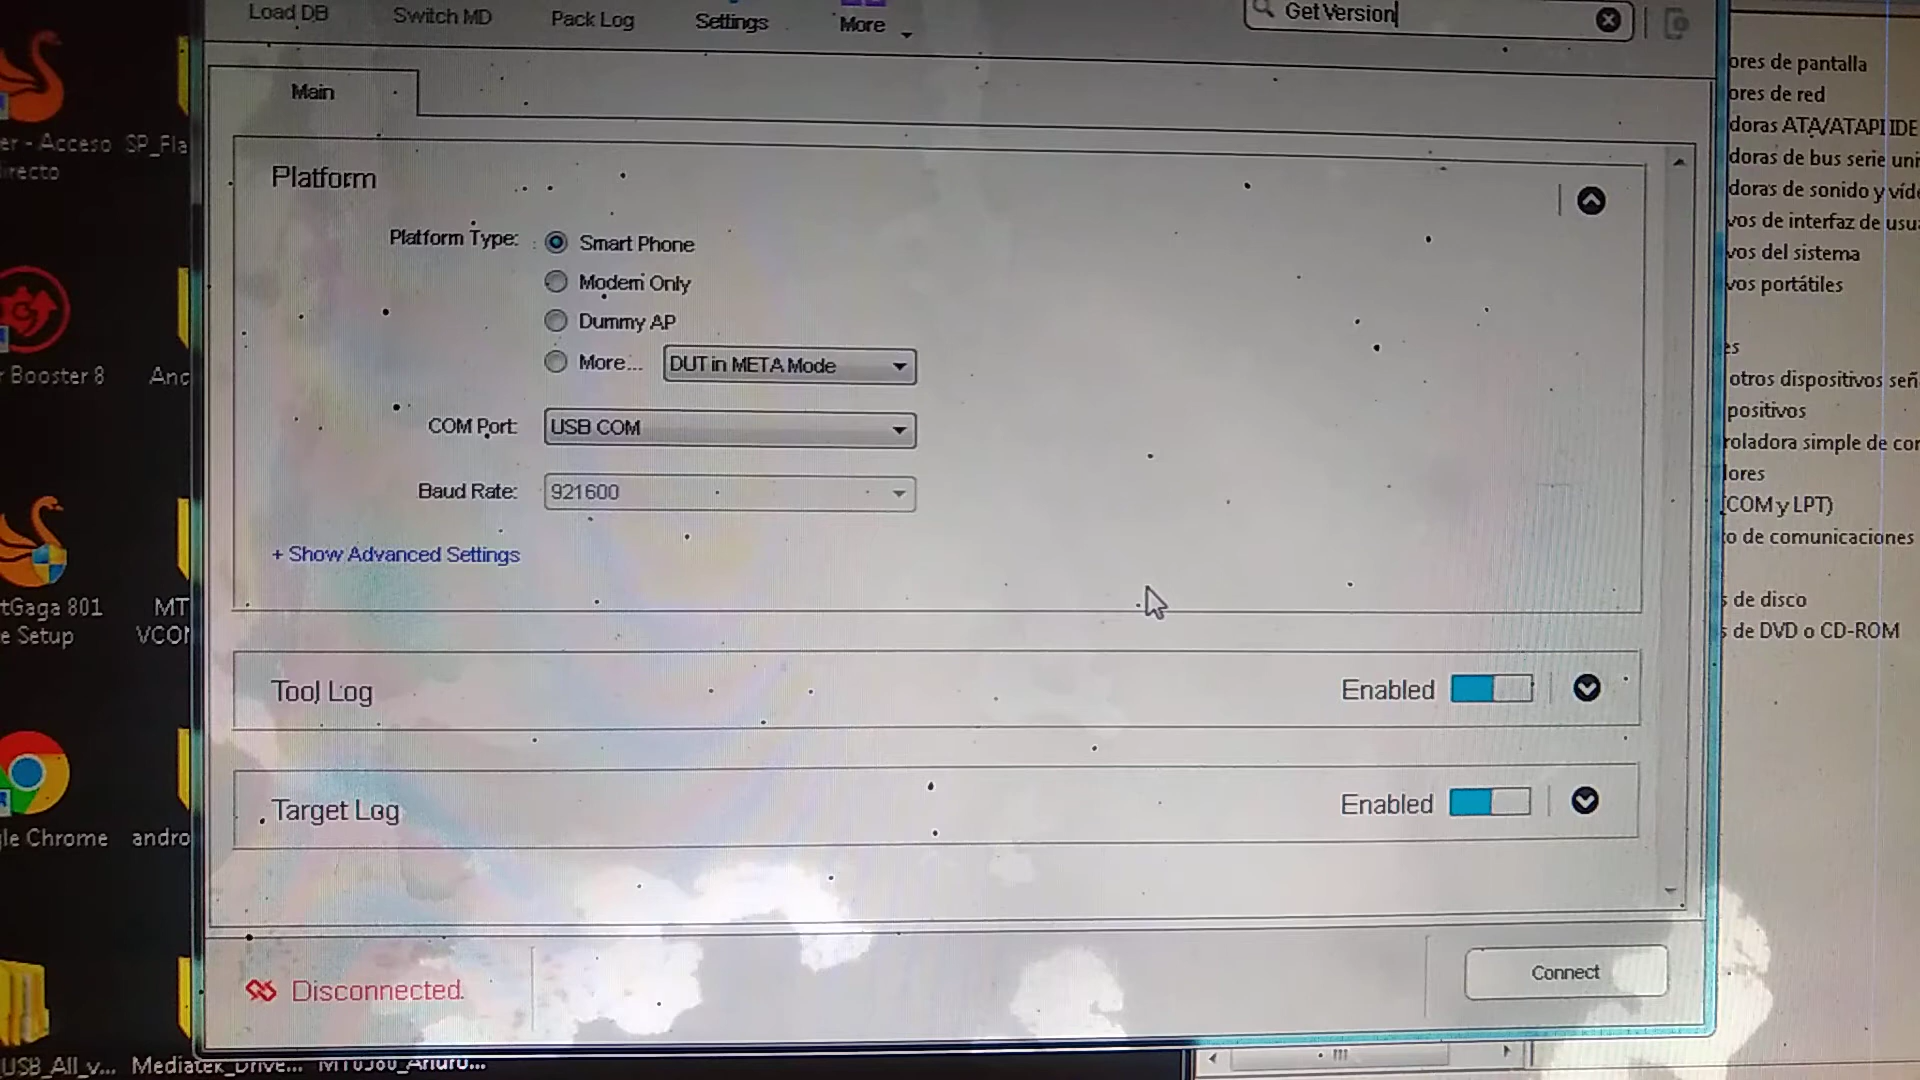 Load DB
Switch MD
Pack Log
Settings
More
Get Version
Main
Platform
Platform Type:
Smart Phone
Modem Only
Dummy AP
More...
DUT in META Mode
COM Port:
USB COM
Baud Rate:
921600
+ Show Advanced Settings
Tool Log
Enabled
Target Log
Enabled
Disconnected.
Connect
er - Acceso
irecto
SP_Fla
r Booster 8
Anc
tGaga 801
e Setup
MT
VCOM
le Chrome
andro
USB_All_v...
Mediatek_Drive...
ores de pantalla
ores de red
doras ATA/ATAPI IDE
doras de bus serie uni
doras de sonido y víde
vos de interfaz de usua
vos del sistema
vos portátiles
es
otros dispositivos señ
positivos
roladora simple de cor
lores
(COM y LPT)
to de comunicaciones
s de disco
s de DVD o CD-ROM